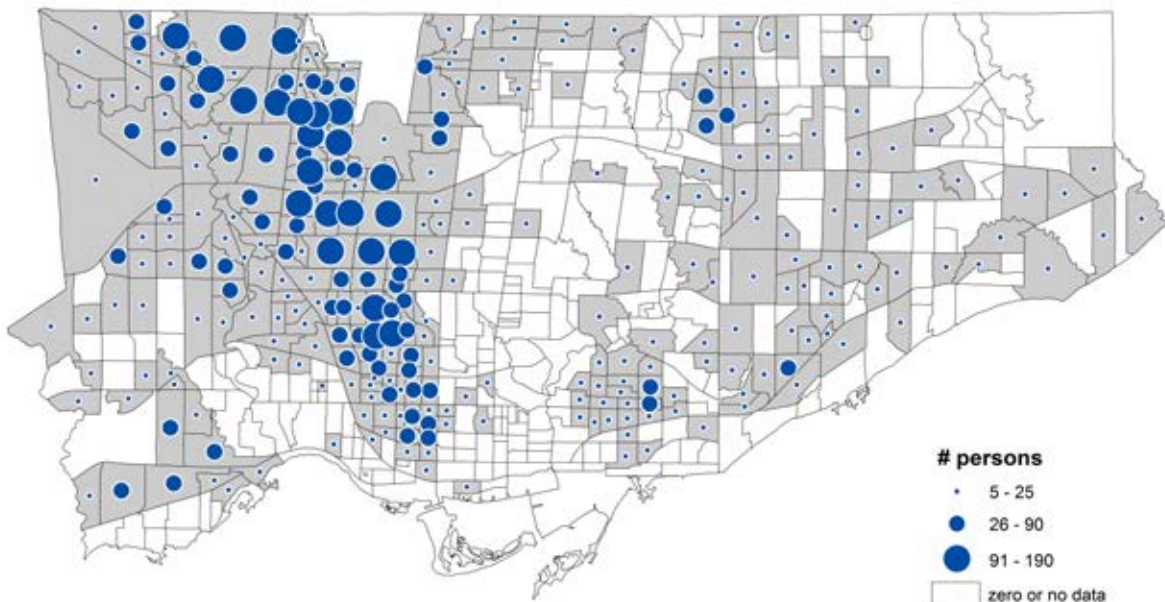 # persons
5 - 25
26 - 90
91 - 190
zero or no data